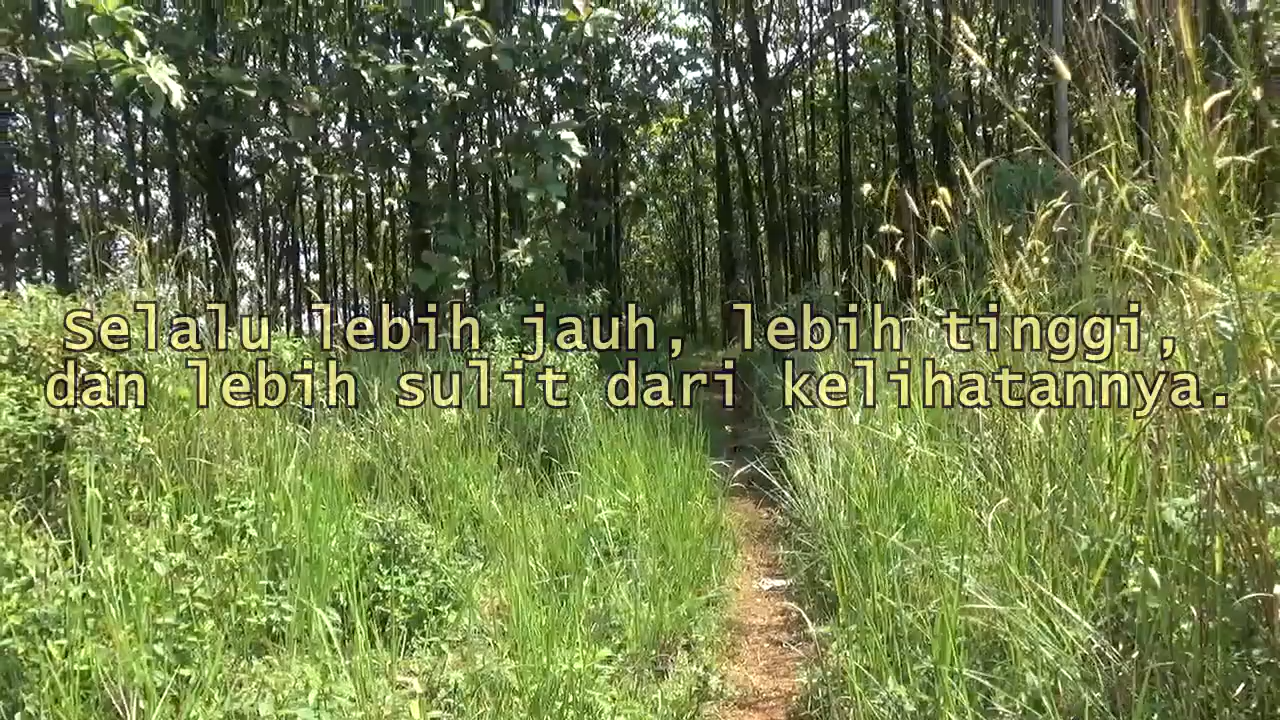 Selalu lebih jauh, lebih tinggi,
dan lebih sulit dari kelihatannya.